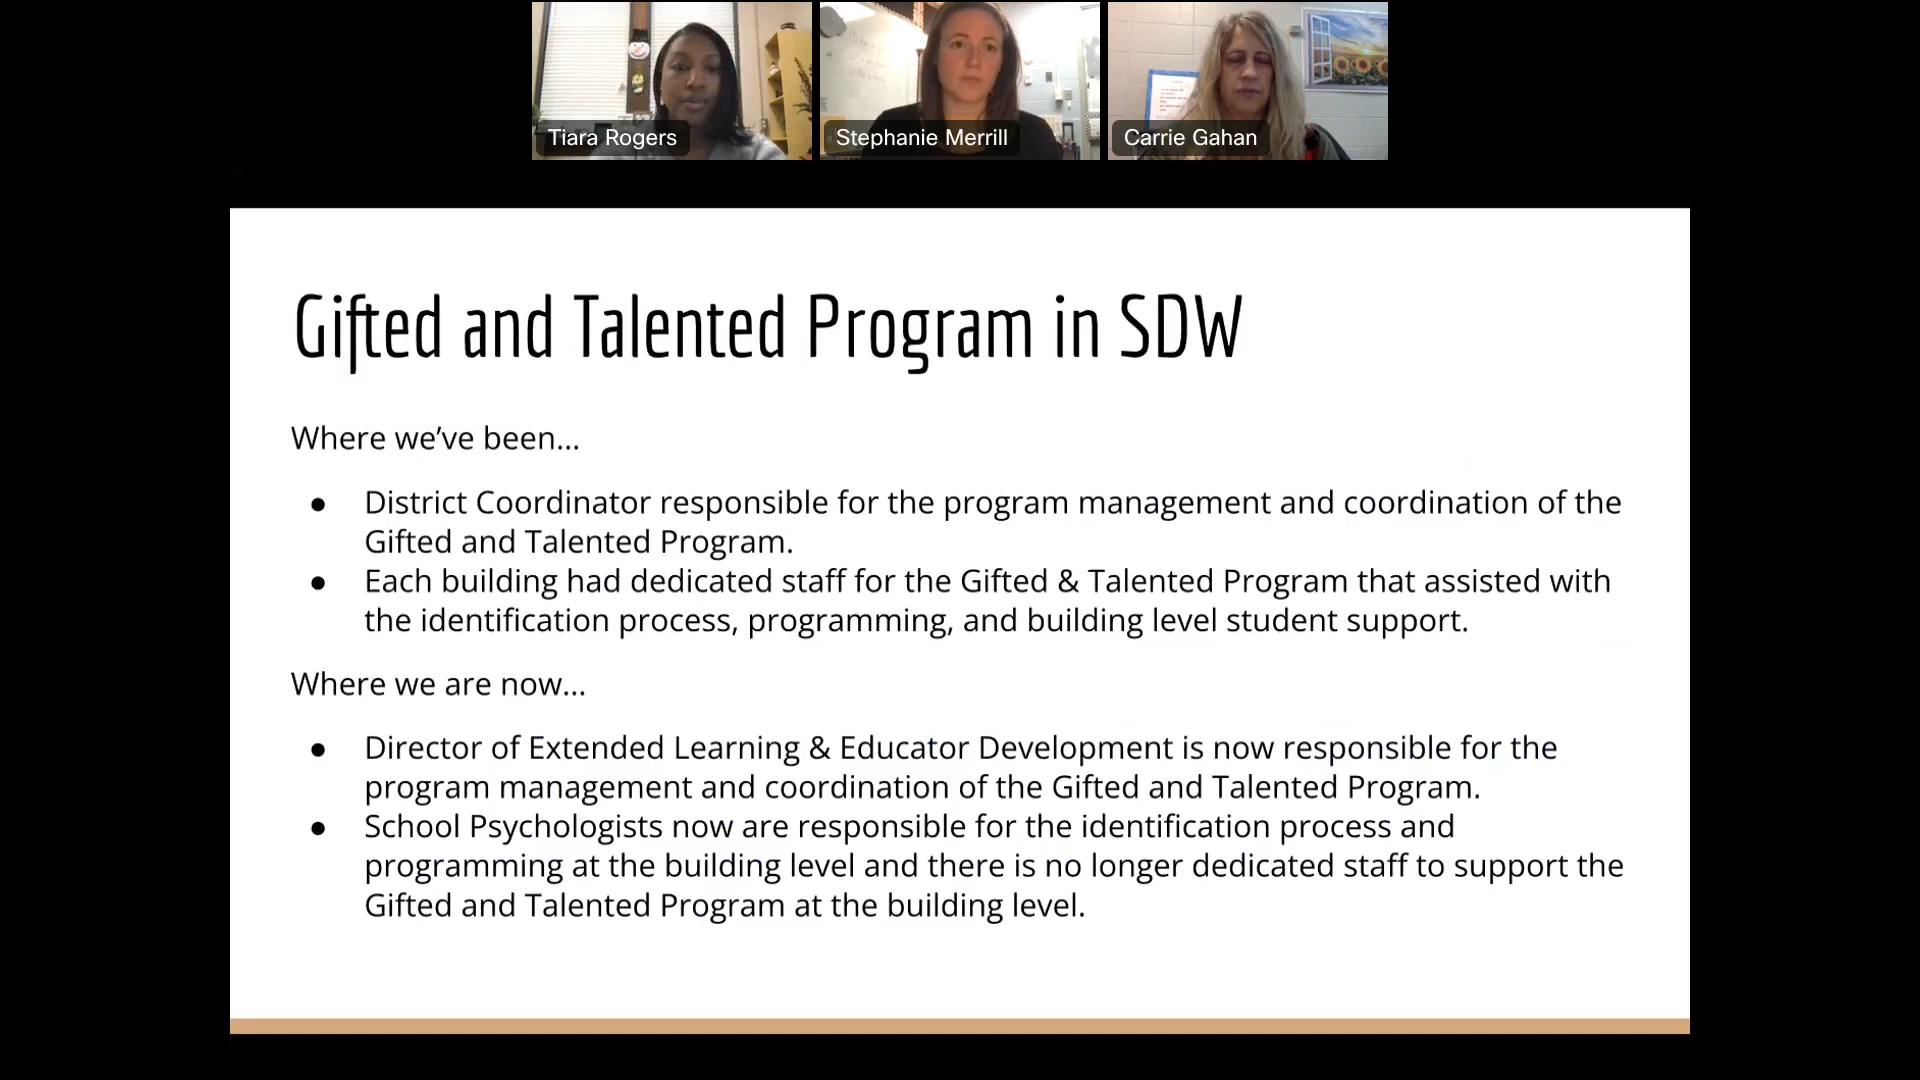 Tiara Rogers
Stephanie Merrill
Carrie Gahan
Gifted and Talented Program in SDW
Where we’ve been...
● District Coordinator responsible for the program management and coordination of the
Gifted and Talented Program.
● Each building had dedicated staff for the Gifted & Talented Program that assisted with
the identification process, programming, and building level student support.
Where we are now...
● Director of Extended Learning & Educator Development is now responsible for the
program management and coordination of the Gifted and Talented Program.
● School Psychologists now are responsible for the identification process and
programming at the building level and there is no longer dedicated staff to support the
Gifted and Talented Program at the building level.